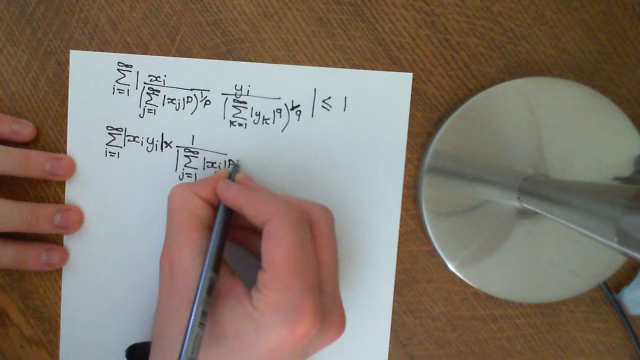 ∑_{i=1}^{∞} | x_i / (∑_{j=1}^{∞} |x_j|^p)^{1/p} y_i / (∑_{k=1}^{∞} |y_k|^q)^{1/q} | ≤ 1
∑_{i=1}^{∞} |x_i y_i| × 1 / (∑_{j=1}^{∞} |x_j|^p